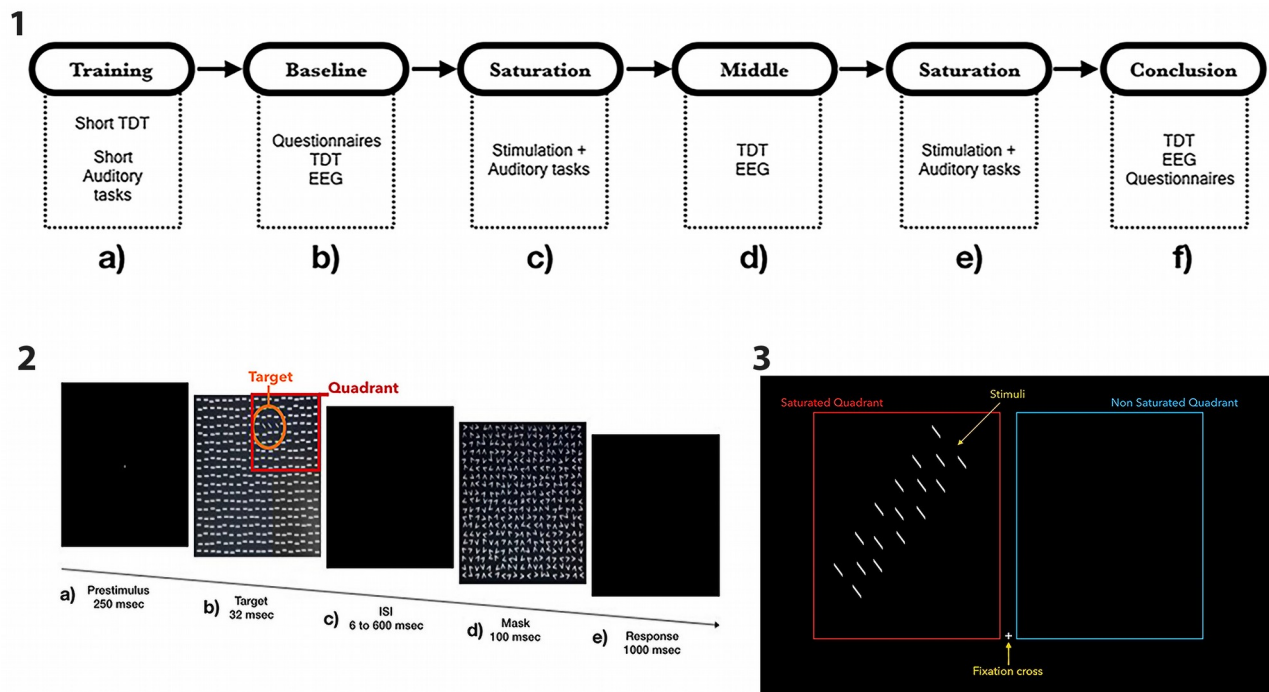 1
Training
Baseline
Saturation
Middle
Saturation
Conclusion
Short TDT
Short
Auditory
tasks
Questionnaires
TDT
EEG
Stimulation +
Auditory tasks
TDT
EEG
Stimulation +
Auditory tasks
TDT
EEG
Questionnaires
a)
b)
c)
d)
e)
f)
2
Target
Quadrant
a) Prestimulus
250 msec
b) Target
32 msec
c) ISI
6 to 600 msec
d) Mask
100 msec
e) Response
1000 msec
3
Saturated Quadrant
Stimuli
Non Saturated Quadrant
Fixation cross